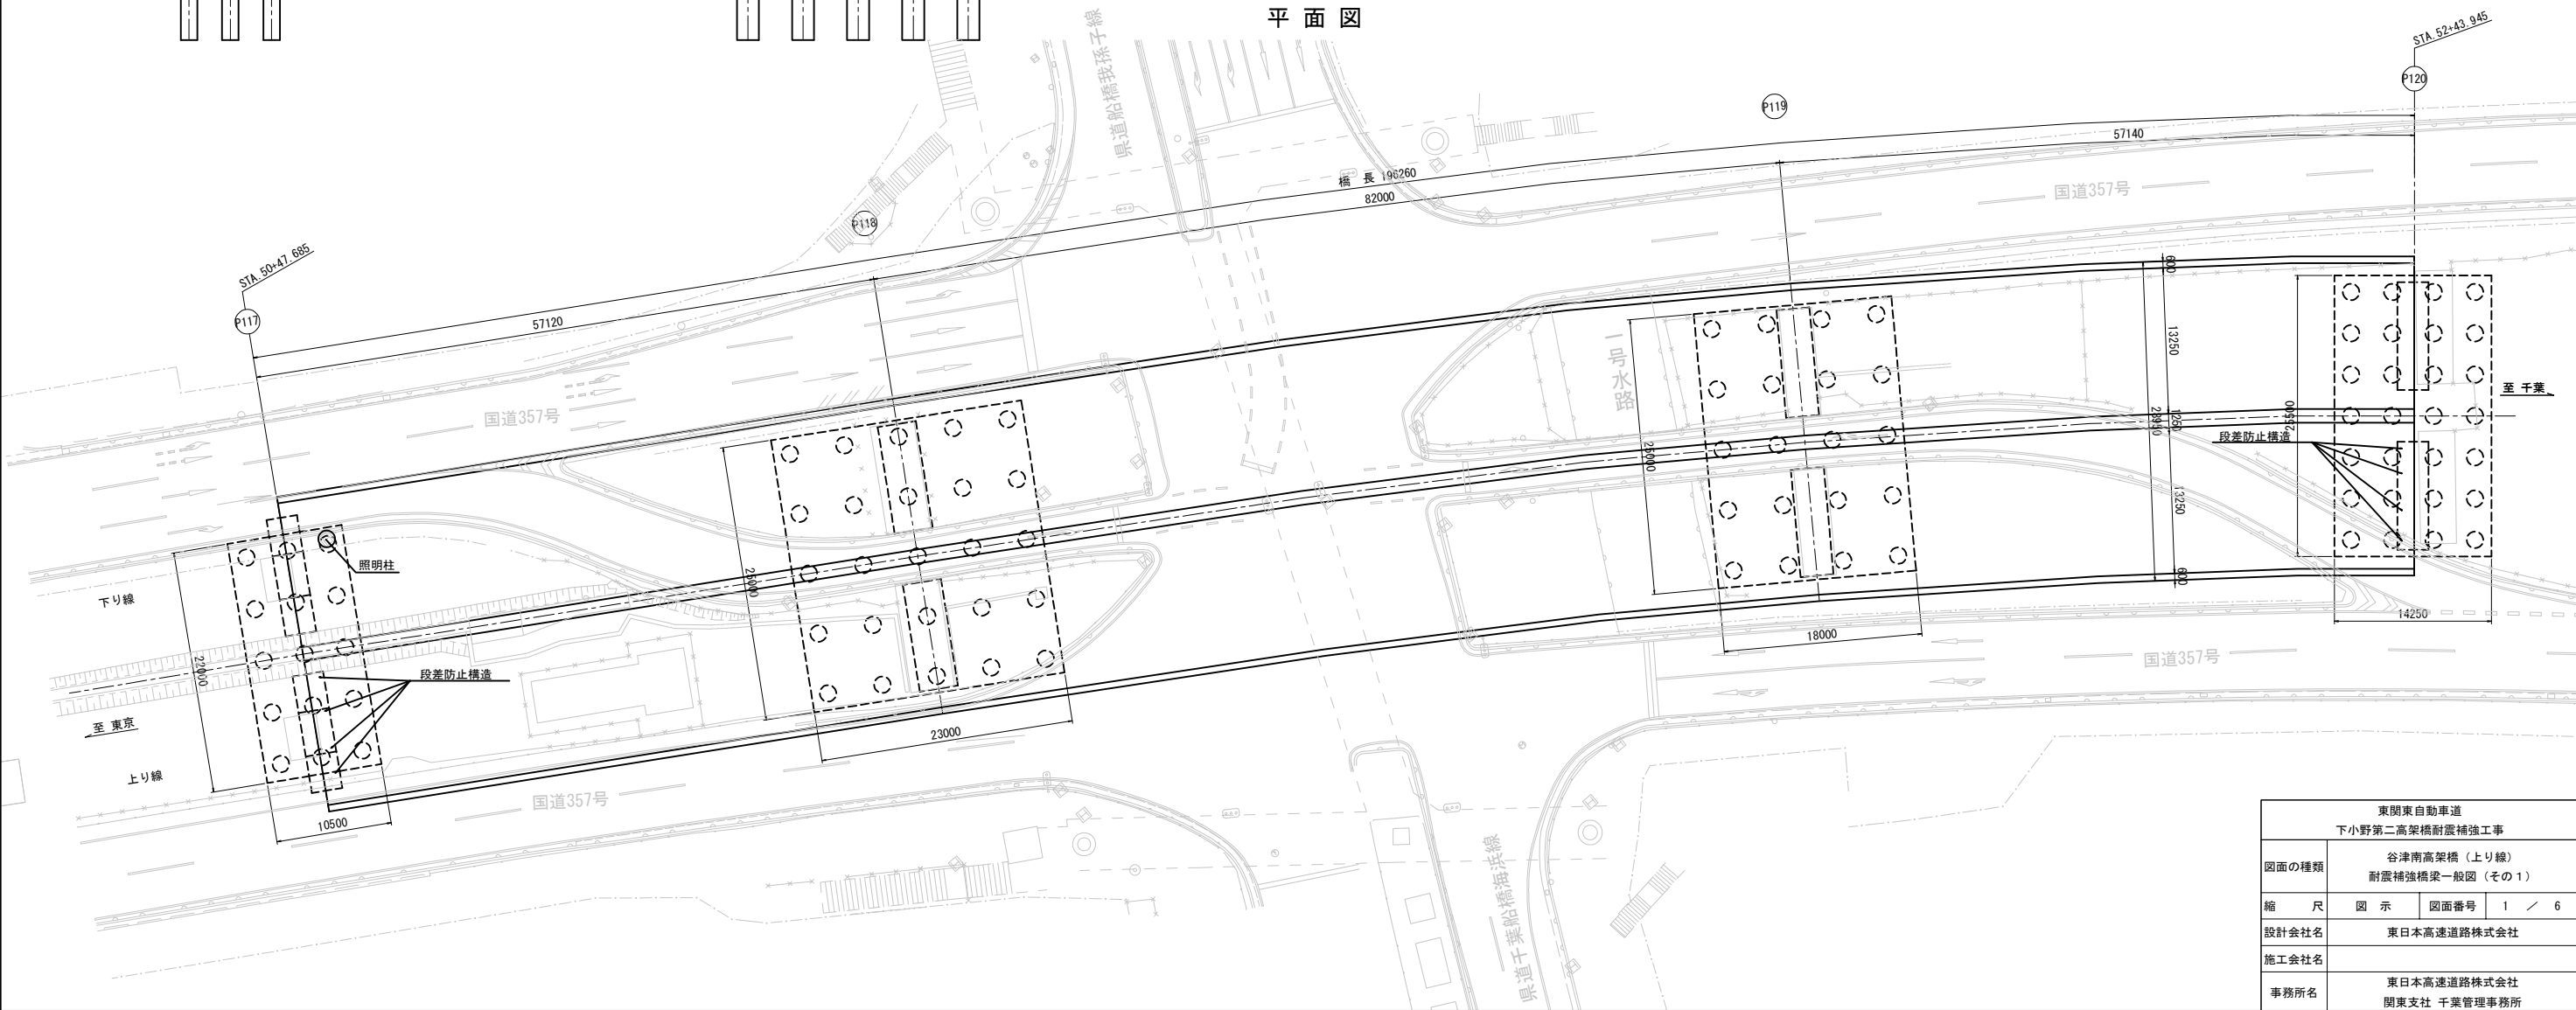 平面図
STA.52+43.945
P120
P119
57140
県道船橋我孫子線
橋 長 196260
82000
国道357号
P118
STA.50+47.685
P117
57120
国道357号
600
13250
1250
28950
13250
600
一号水路
25500
至 千葉
段差防止構造
25000
25000
照明柱
下り線
22000
段差防止構造
14250
18000
国道357号
至 東京
上り線
23000
10500
国道357号
県道千葉船橋海浜線
東関東自動車道
下小野第二高架橋耐震補強工事
図面の種類
谷津南高架橋（上り線）
耐震補強橋梁一般図（その１）
縮 尺 図 示 図面番号 1 ／ 6
設計会社名 東日本高速道路株式会社
施工会社名
事務所名
東日本高速道路株式会社
関東支社 千葉管理事務所